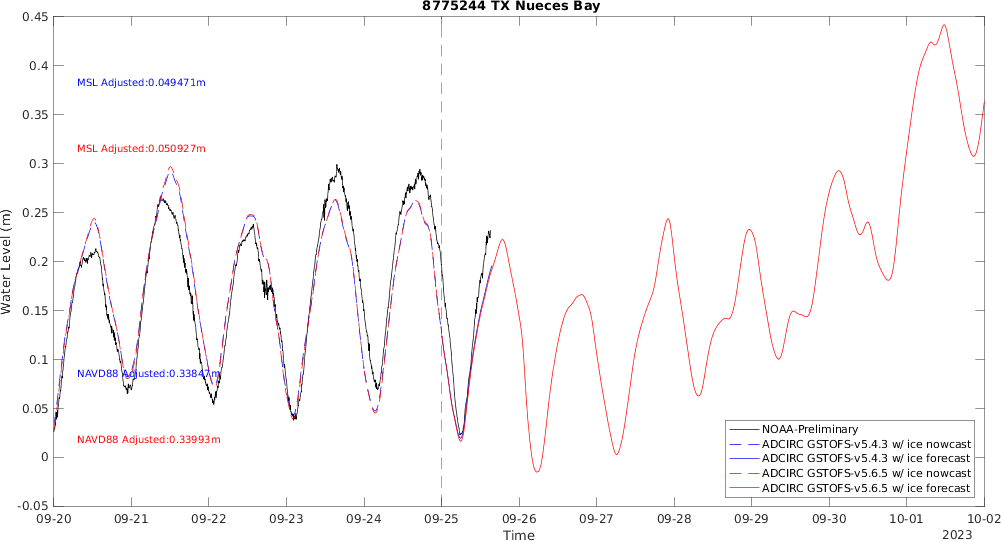 8775244 TX Nueces Bay
0.45
0.4
0.35
0.3
0.25
0.2
0.15
0.1
0.05
0
-0.05
Water Level (m)
MSL Adjusted:0.049471m
MSL Adjusted:0.050927m
NAVD88 Adjusted:0.33847m
NAVD88 Adjusted:0.33993m
NOAA-Preliminary
ADCIRC GSTOFS-v5.4.3 w/ ice nowcast
ADCIRC GSTOFS-v5.4.3 w/ ice forecast
ADCIRC GSTOFS-v5.6.5 w/ ice nowcast
ADCIRC GSTOFS-v5.6.5 w/ ice forecast
09-20 09-21 09-22 09-23 09-24 09-25 09-26 09-27 09-28 09-29 09-30 10-01 10-02
Time
2023